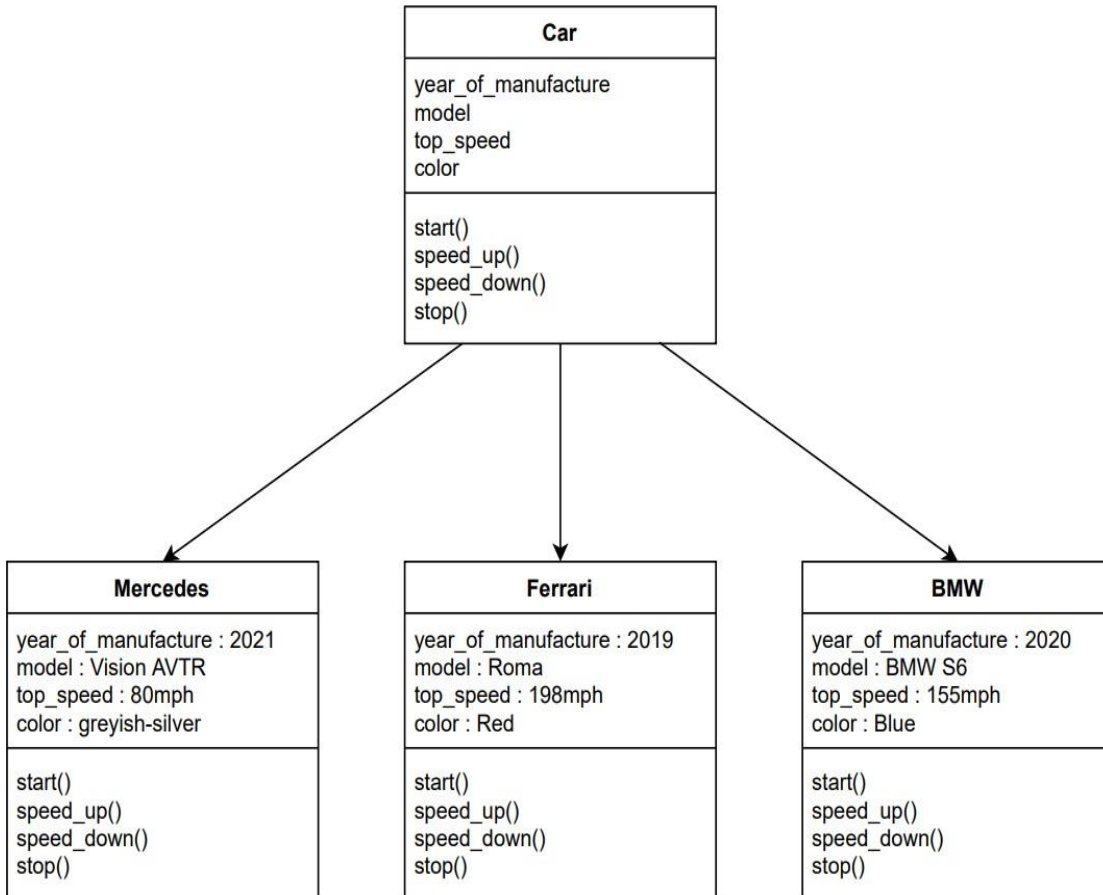 Car
year_of_manufacture
model
top_speed
color
start()
speed_up()
speed_down()
stop()
Mercedes
year_of_manufacture : 2021
model : Vision AVTR
top_speed : 80mph
color : greyish-silver
start()
speed_up()
speed_down()
stop()
Ferrari
year_of_manufacture : 2019
model : Roma
top_speed : 198mph
color : Red
start()
speed_up()
speed_down()
stop()
BMW
year_of_manufacture : 2020
model : BMW S6
top_speed : 155mph
color : Blue
start()
speed_up()
speed_down()
stop()